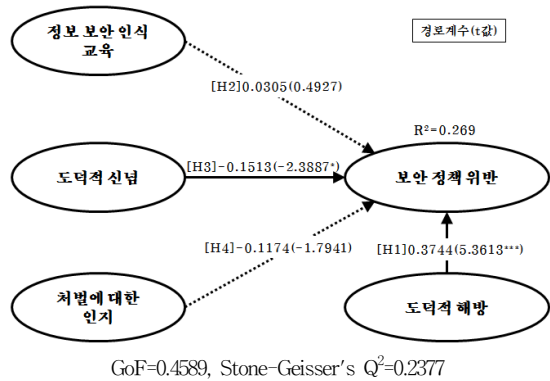 정보 보안 인식
교육
경로계수(t값)
[H2]0.0305(0.4927)
R²=0.269
[H3]-0.1513(-2.3887*)
도덕적 신념
보안 정책 위반
[H4]-0.1174(-1.7941)
[H1]0.3744(5.3613***)
처벌에 대한
인지
도덕적 해방
GoF=0.4589, Stone-Geisser's Q²=0.2377